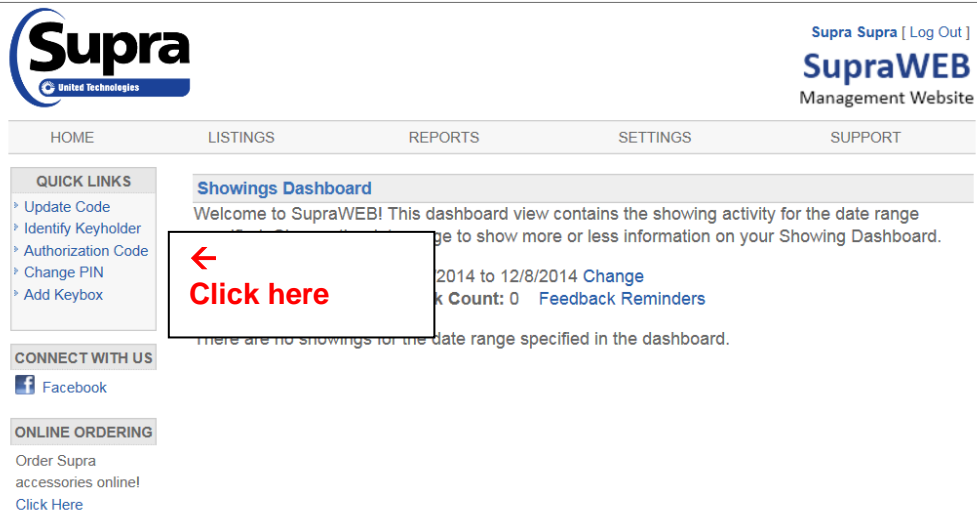 Supra
United Technologies
Supra Supra [ Log Out ]
SupraWEB
Management Website
HOME LISTINGS REPORTS SETTINGS SUPPORT
QUICK LINKS
Update Code
Identify Keyholder
Authorization Code
Change PIN
Add Keybox
CONNECT WITH US
Facebook
ONLINE ORDERING
Order Supra
accessories online!
Click Here
Showings Dashboard
Welcome to SupraWEB! This dashboard view contains the showing activity for the date range
to show more or less information on your Showing Dashboard.
←
Click here
2014 to 12/8/2014 Change
Count: 0 Feedback Reminders
There are no showings for the date range specified in the dashboard.